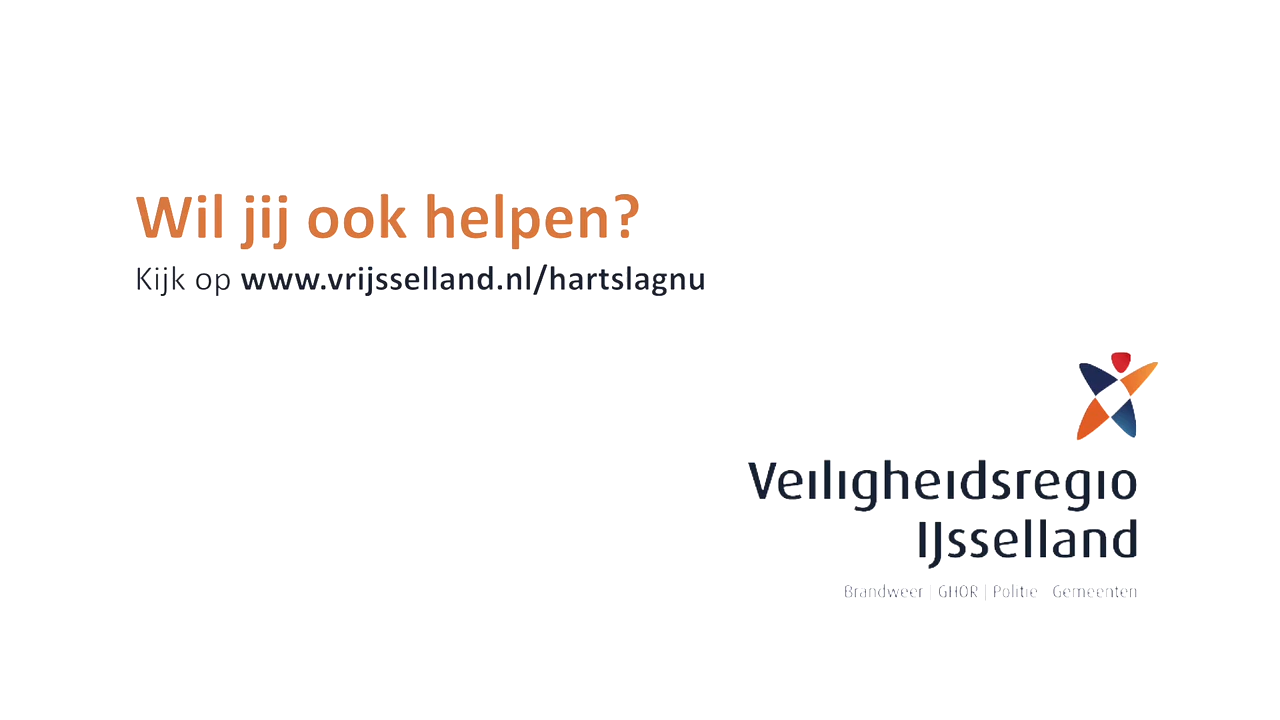 Wil jij ook helpen?
Kijk op www.vrijsselland.nl/hartslagnu
Veiligheidsregio
IJsselland
Brandweer | GHOR | Politie Gemeenten